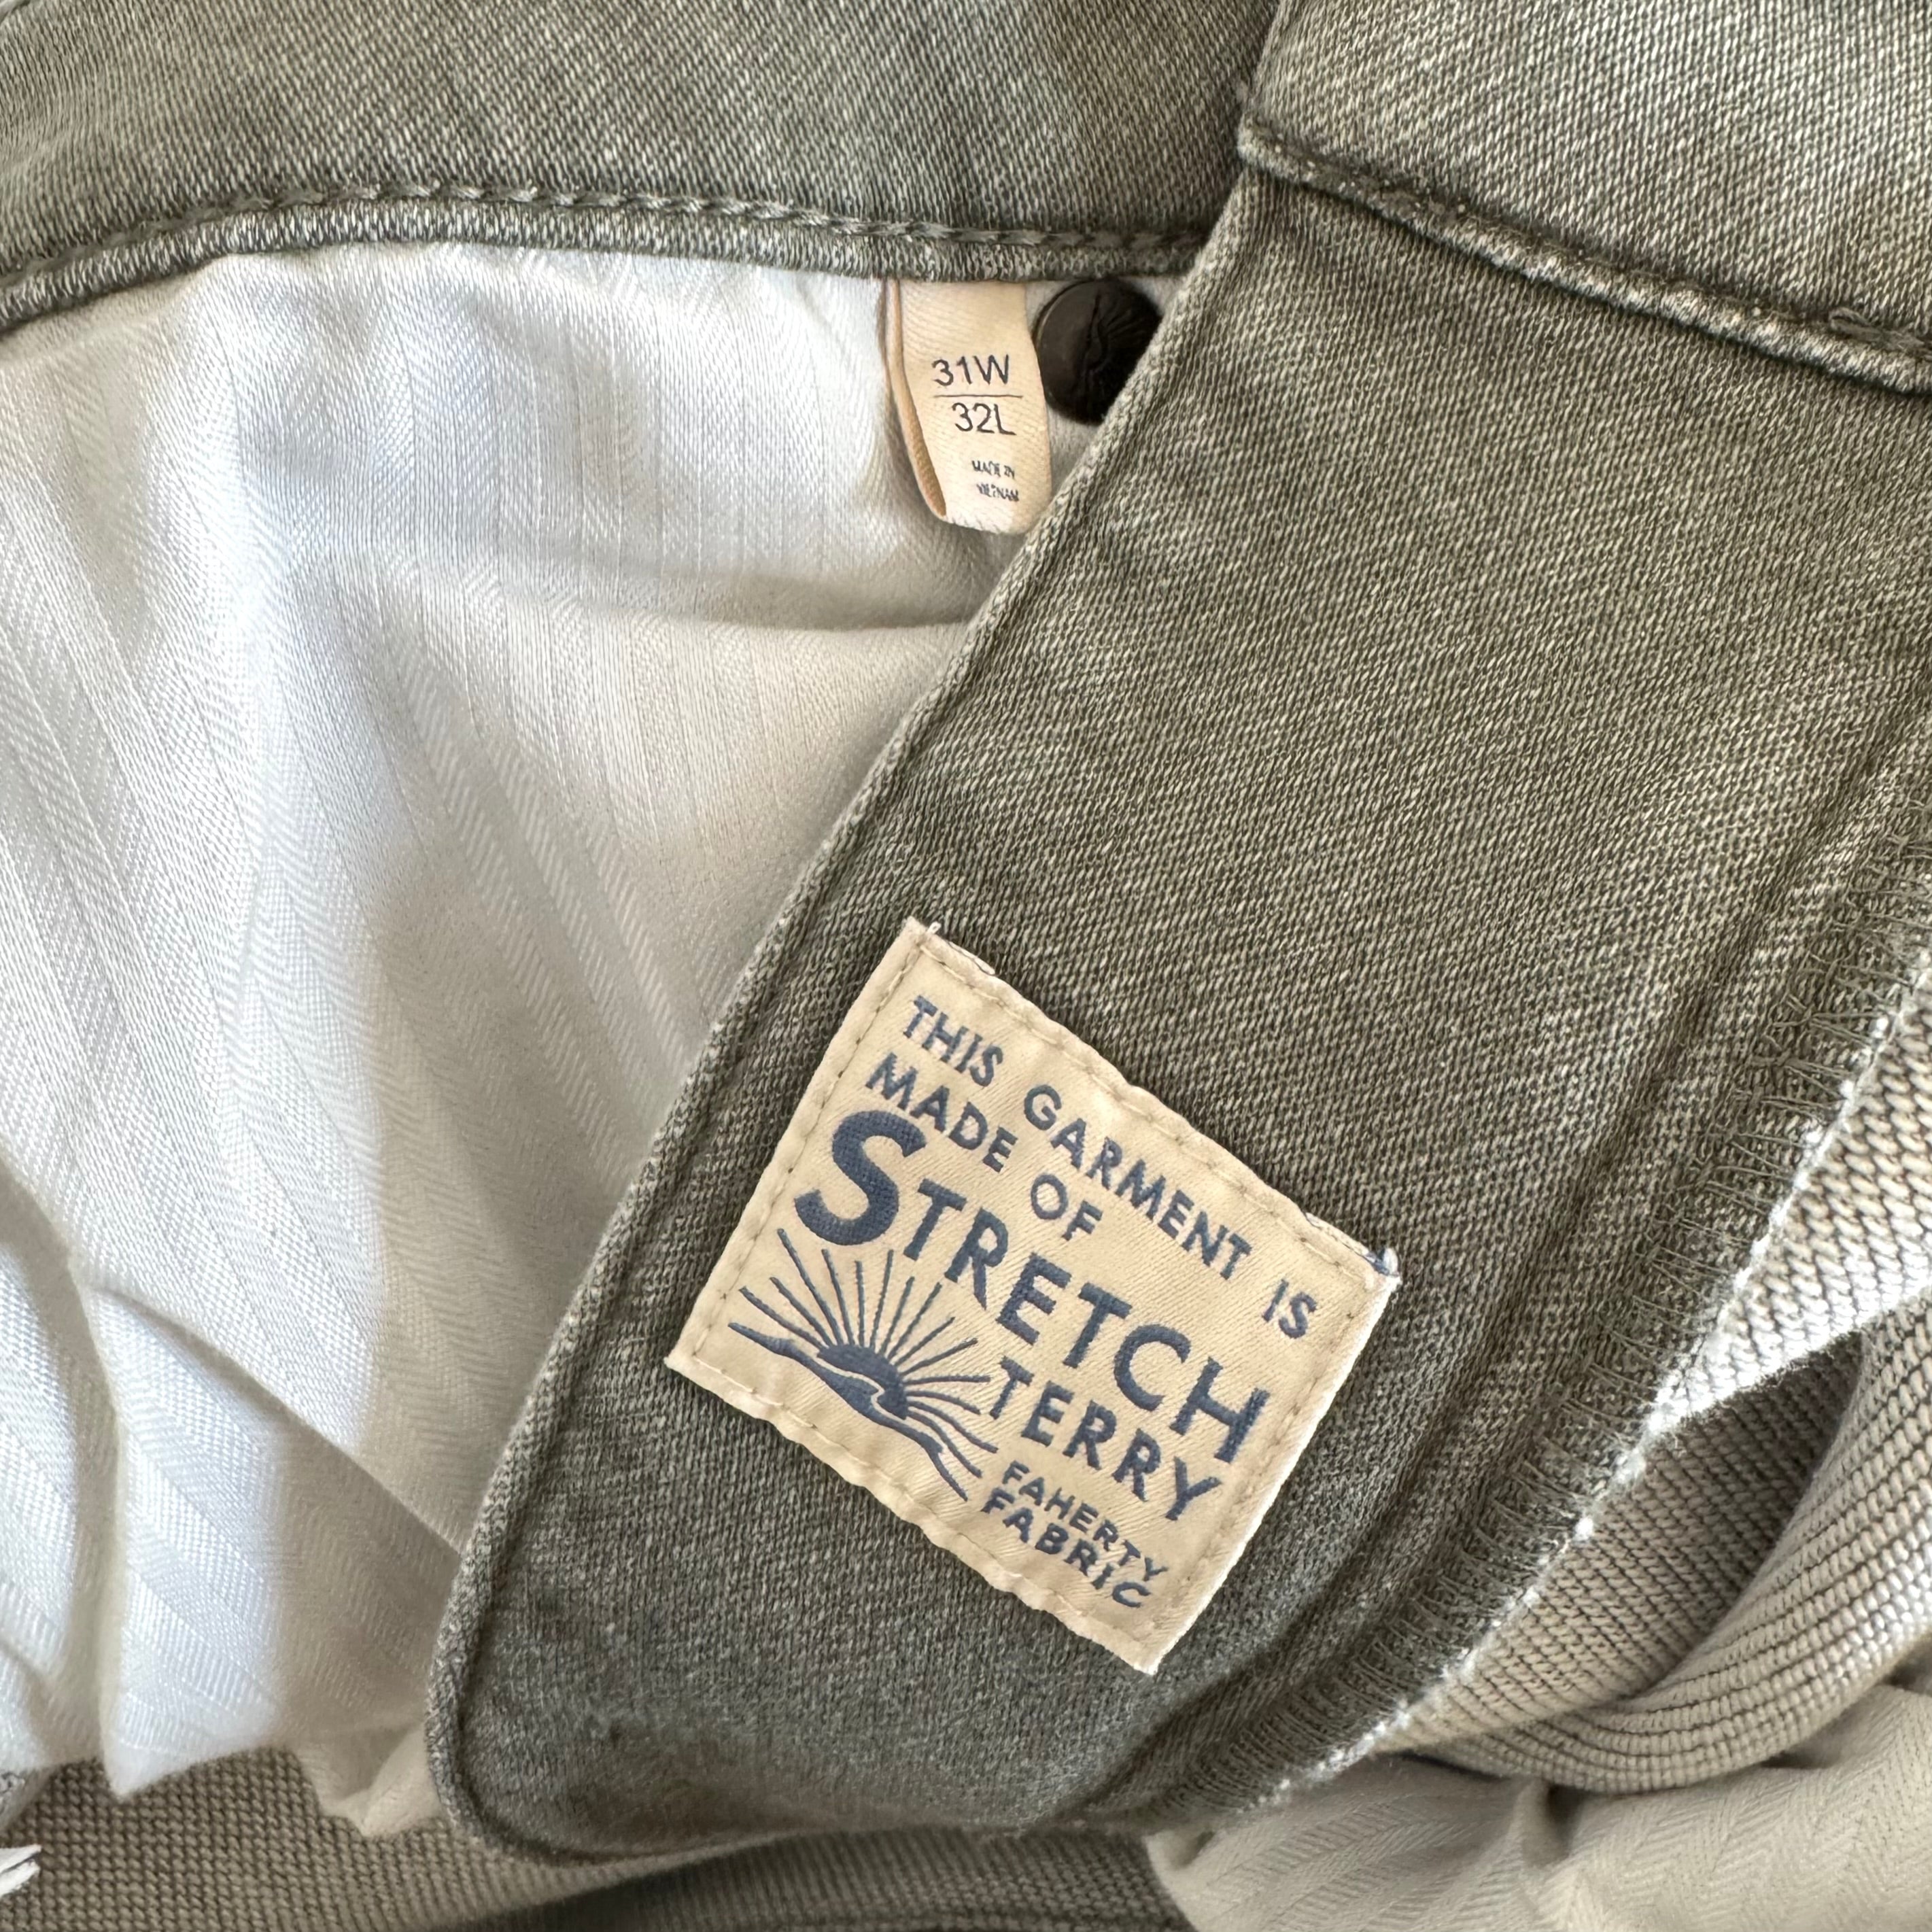 31W
32L
MADE IN
VIETNAM
THIS GARMENT IS
MADE OF
STRETCH
TERRY
FAHERTY
FABRIC